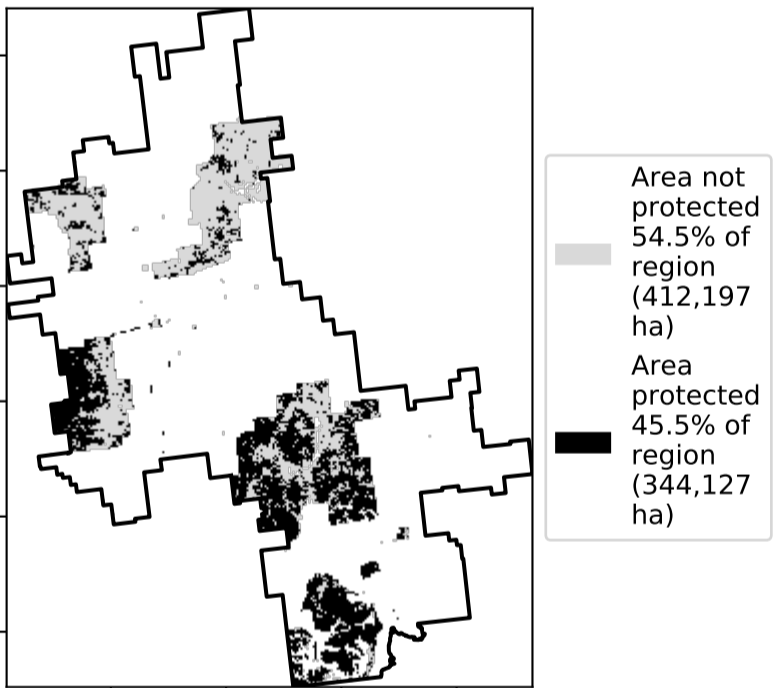 Area not
protected
54.5% of
region
(412,197
ha)
Area
protected
45.5% of
region
(344,127
ha)